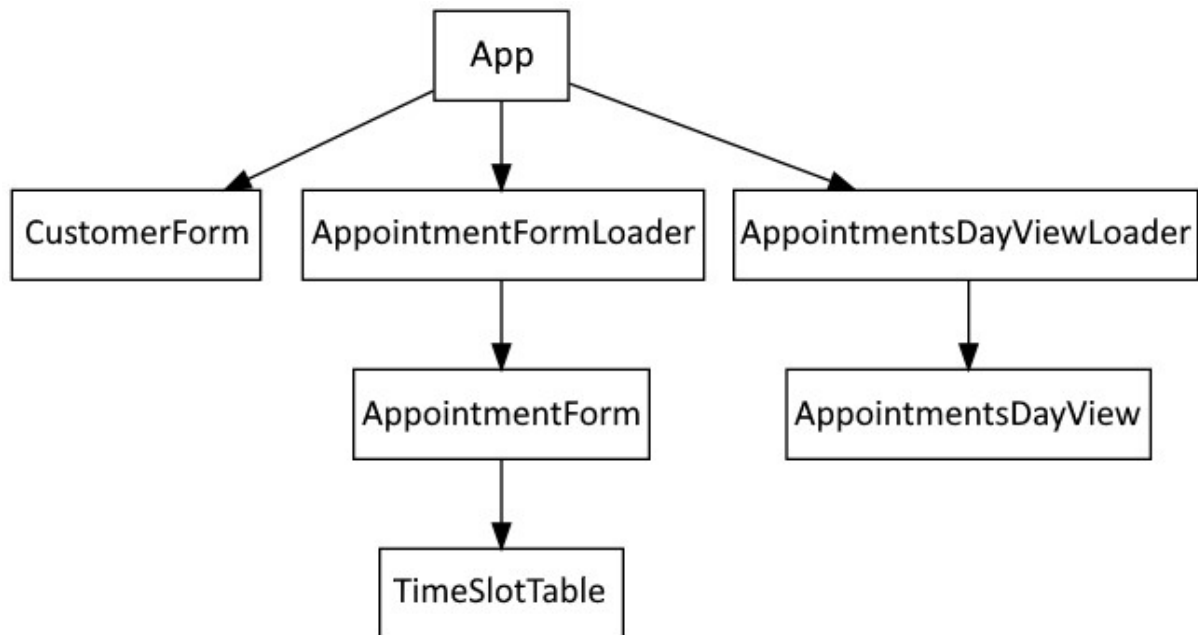 App
CustomerForm
AppointmentFormLoader
AppointmentsDayViewLoader
AppointmentForm
AppointmentsDayView
TimeSlotTable